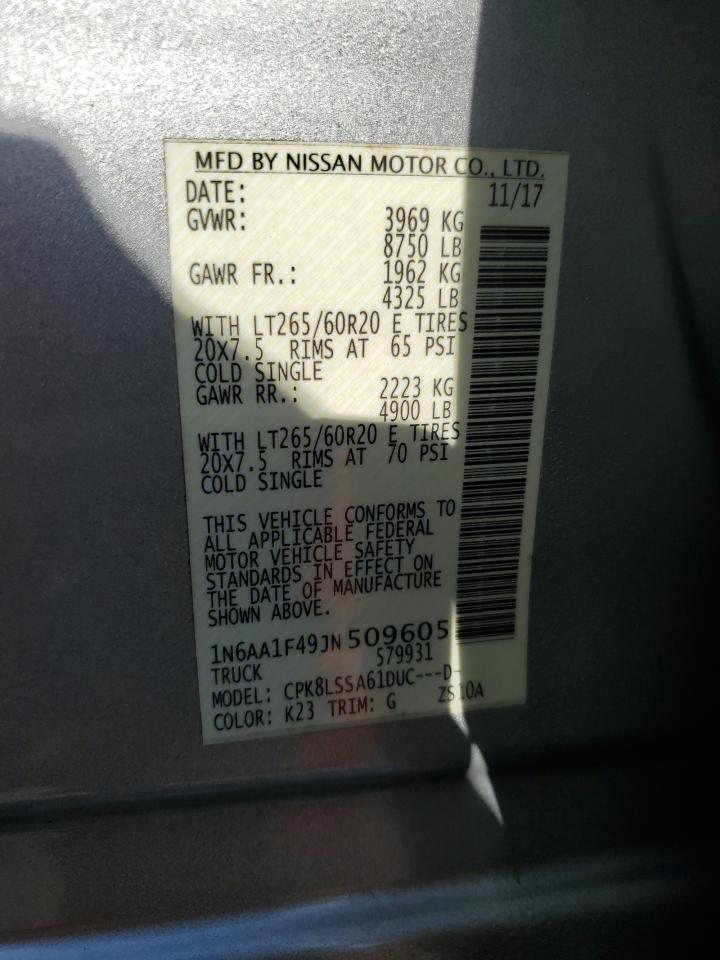 MFD BY NISSAN MOTOR CO., LTD.
DATE: 11/17
GVWR: 3969 KG
8750 LB
GAWR FR.: 1962 KG
4325 LB
WITH LT265/60R20 E TIRES
20X7.5 RIMS AT 65 PSI
COLD SINGLE
GAWR RR.: 2223 KG
4900 LB
WITH LT265/60R20 E TIRES
20X7.5 RIMS AT 70 PSI
COLD SINGLE
THIS VEHICLE CONFORMS TO
ALL APPLICABLE FEDERAL
MOTOR VEHICLE SAFETY
STANDARDS IN EFFECT ON
THE DATE OF MANUFACTURE
SHOWN ABOVE.
1N6AA1F49JN509605
TRUCK 579931
MODEL: CPK8LSSA61DUC---D-
COLOR: K23 TRIM: G ZS10A